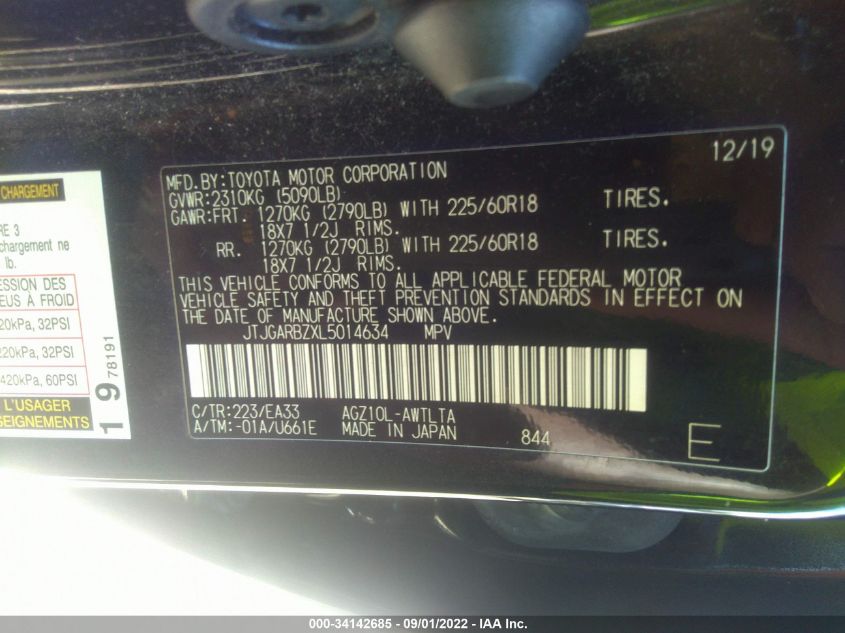 12/19
MFD.BY:TOYOTA MOTOR CORPORATION
GVWR:2310KG (5090LB)
GAWR:FRT. 1270KG (2790LB) WITH 225/60R18 TIRES.
18X7 1/2J RIMS.
RR. 1270KG (2790LB) WITH 225/60R18 TIRES.
18X7 1/2J RIMS.
THIS VEHICLE CONFORMS TO ALL APPLICABLE FEDERAL MOTOR
VEHICLE SAFETY AND THEFT PREVENTION STANDARDS IN EFFECT ON
THE DATE OF MANUFACTURE SHOWN ABOVE.
JTJGARBZXL5014634 MPV
C/TR:223/EA33 AGZ10L-AWTLTA
A/TM:-01A/U661E MADE IN JAPAN 844 E
CHARGEMENT
RE 3
chargement ne
lb.
ESSION DES
EUS À FROID
20kPa, 32PSI
220kPa, 32PSI
420kPa, 60PSI
L'USAGER
SEIGNEMENTS
19 78191
000-34142685 - 09/01/2022 - IAA Inc.